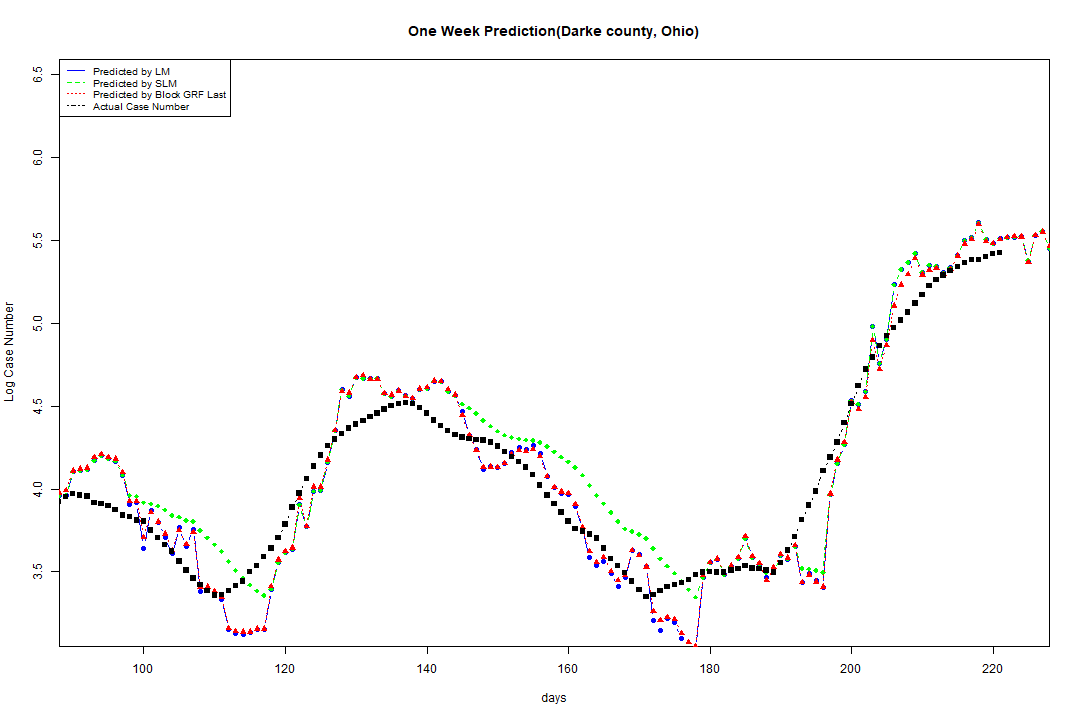 One Week Prediction(Darke county, Ohio)
Predicted by LM
Predicted by SLM
Predicted by Block GRF Last
Actual Case Number
6.5
6.0
5.5
5.0
4.5
4.0
3.5
Log Case Number
100 120 140 160 180 200 220
days